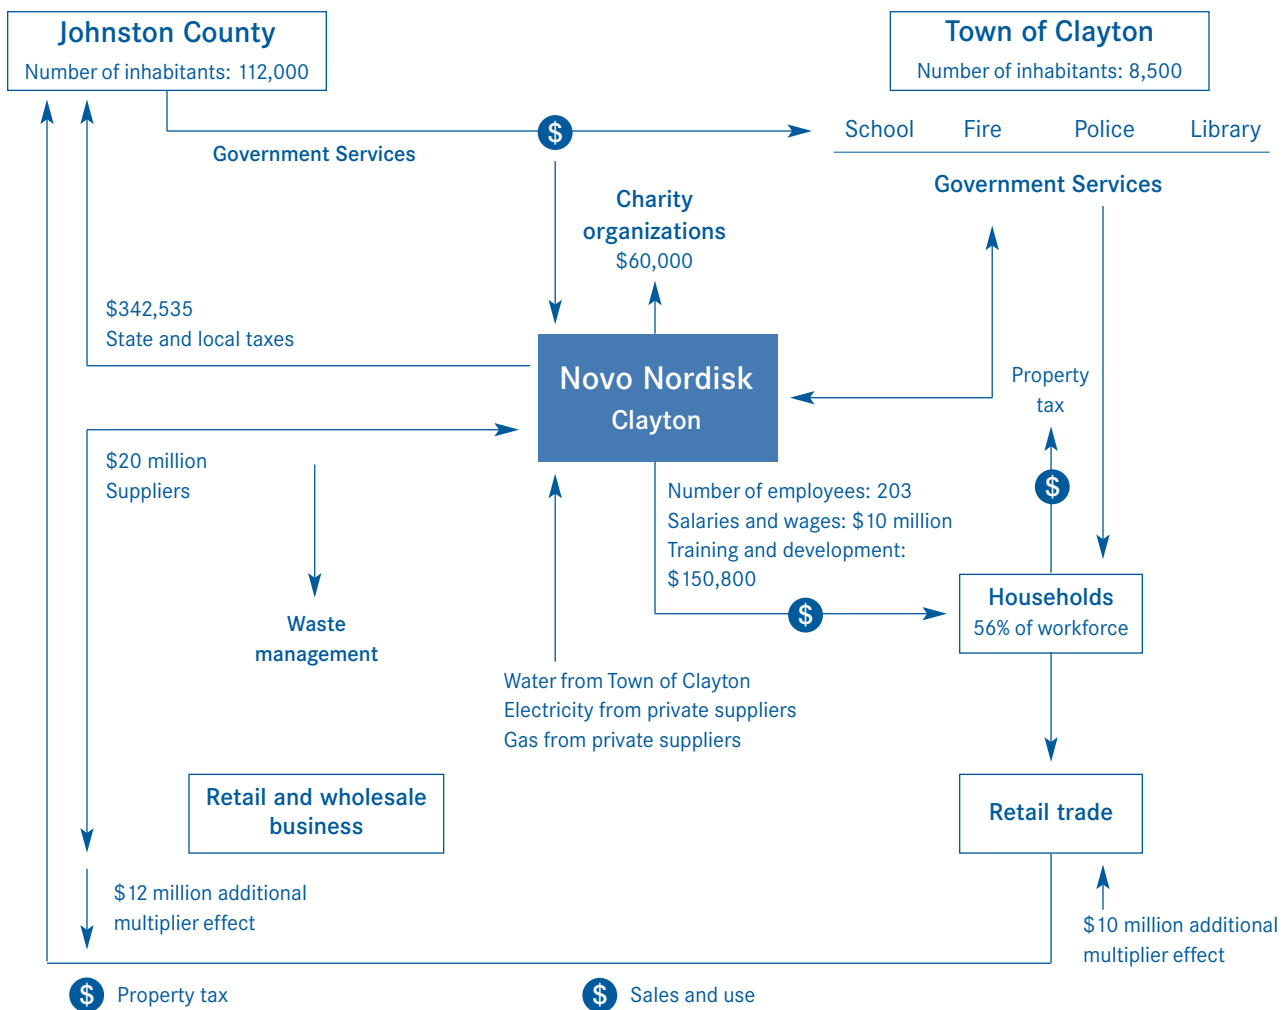 Johnston County
Number of inhabitants: 112,000
Town of Clayton
Number of inhabitants: 8,500
$
School Fire Police Library
Government Services
Government Services
Charity
organizations
$60,000
$342,535
State and local taxes
Novo Nordisk
Clayton
Property
tax
$
$20 million
Suppliers
Number of employees: 203
Salaries and wages: $10 million
Training and development:
$150,800
$
Households
56% of workforce
Waste
management
Water from Town of Clayton
Electricity from private suppliers
Gas from private suppliers
Retail and wholesale
business
Retail trade
$12 million additional
multiplier effect
$10 million additional
multiplier effect
$ Property tax
$ Sales and use